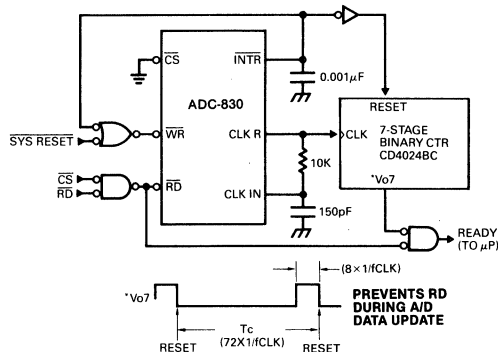 CS
INTR
0.001µF
ADC-830
RESET
7-STAGE
BINARY CTR
CD4024BC
CLK
*Vo7
SYS RESET
WR
CLK R
10K
CS
RD
RD
CLK IN
150pF
READY
(TO µP)
(8×1/fCLK)
*Vo7
PREVENTS RD
DURING A/D
DATA UPDATE
Tc
(72X1/fCLK)
RESET
RESET